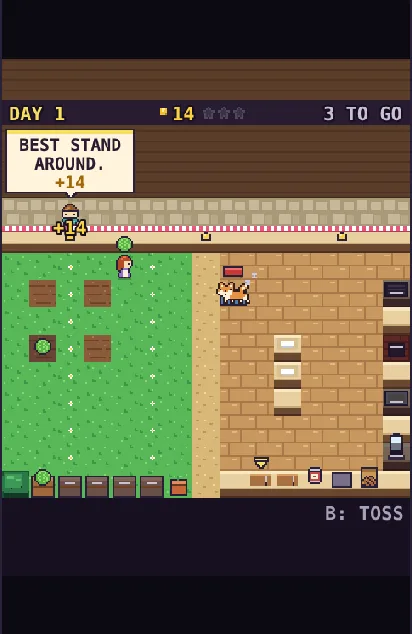 DAY 1
14
3 TO GO
BEST STAND
AROUND.
+14
+14
B: TOSS